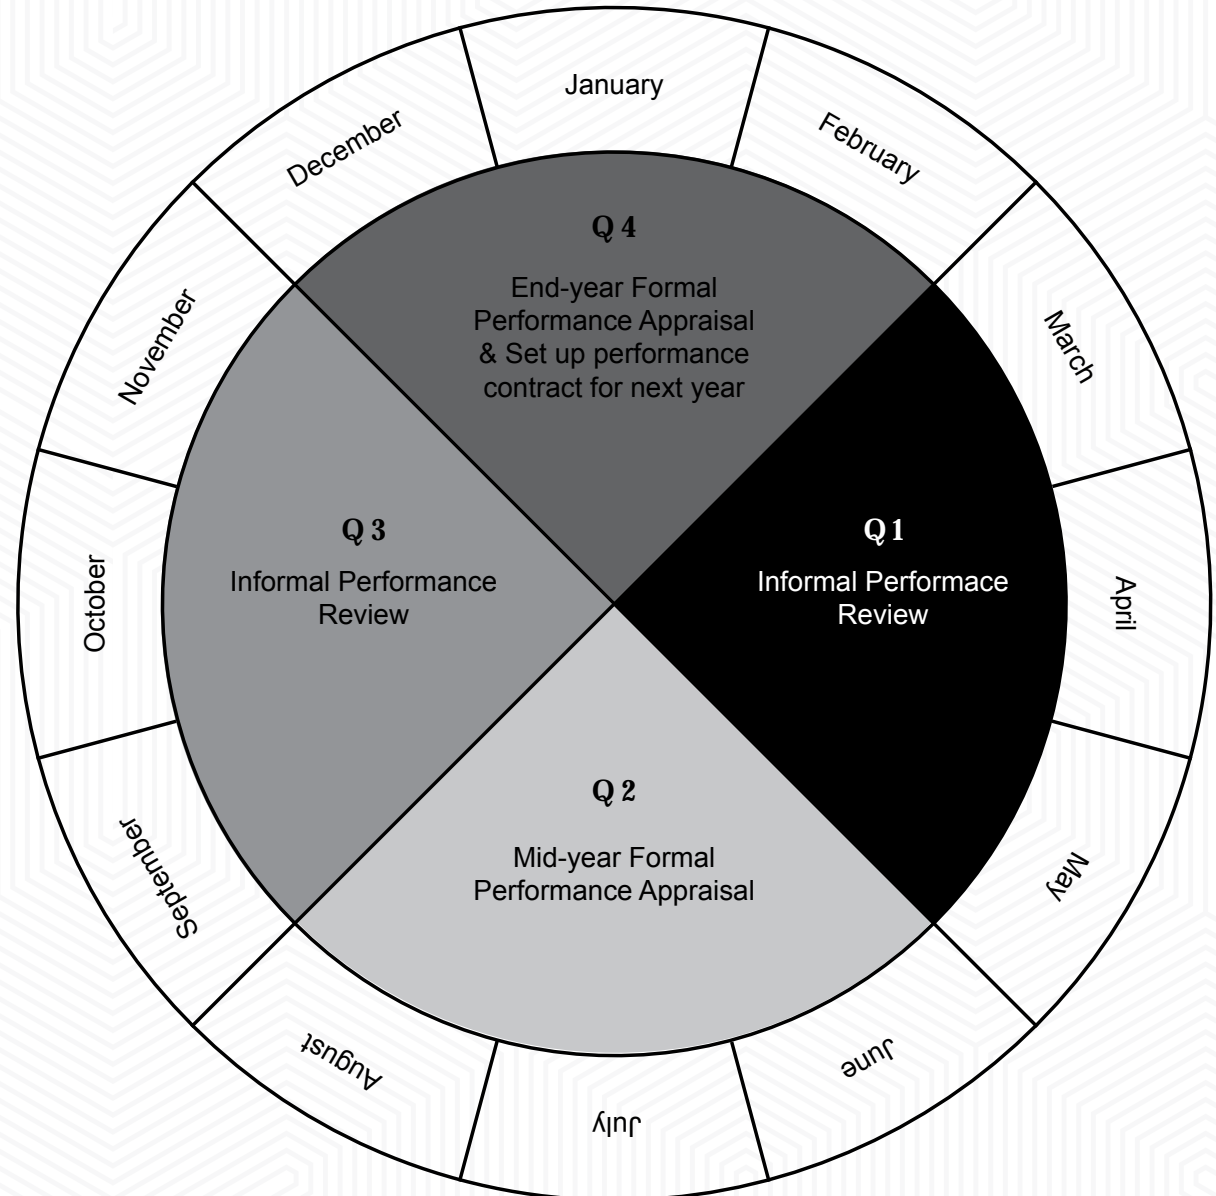 January
February
March
April
May
June
July
August
September
October
November
December
Q 4
End-year Formal
Performance Appraisal
& Set up performance
contract for next year
Q 1
Informal Performace
Review
Q 2
Mid-year Formal
Performance Appraisal
Q 3
Informal Performance
Review